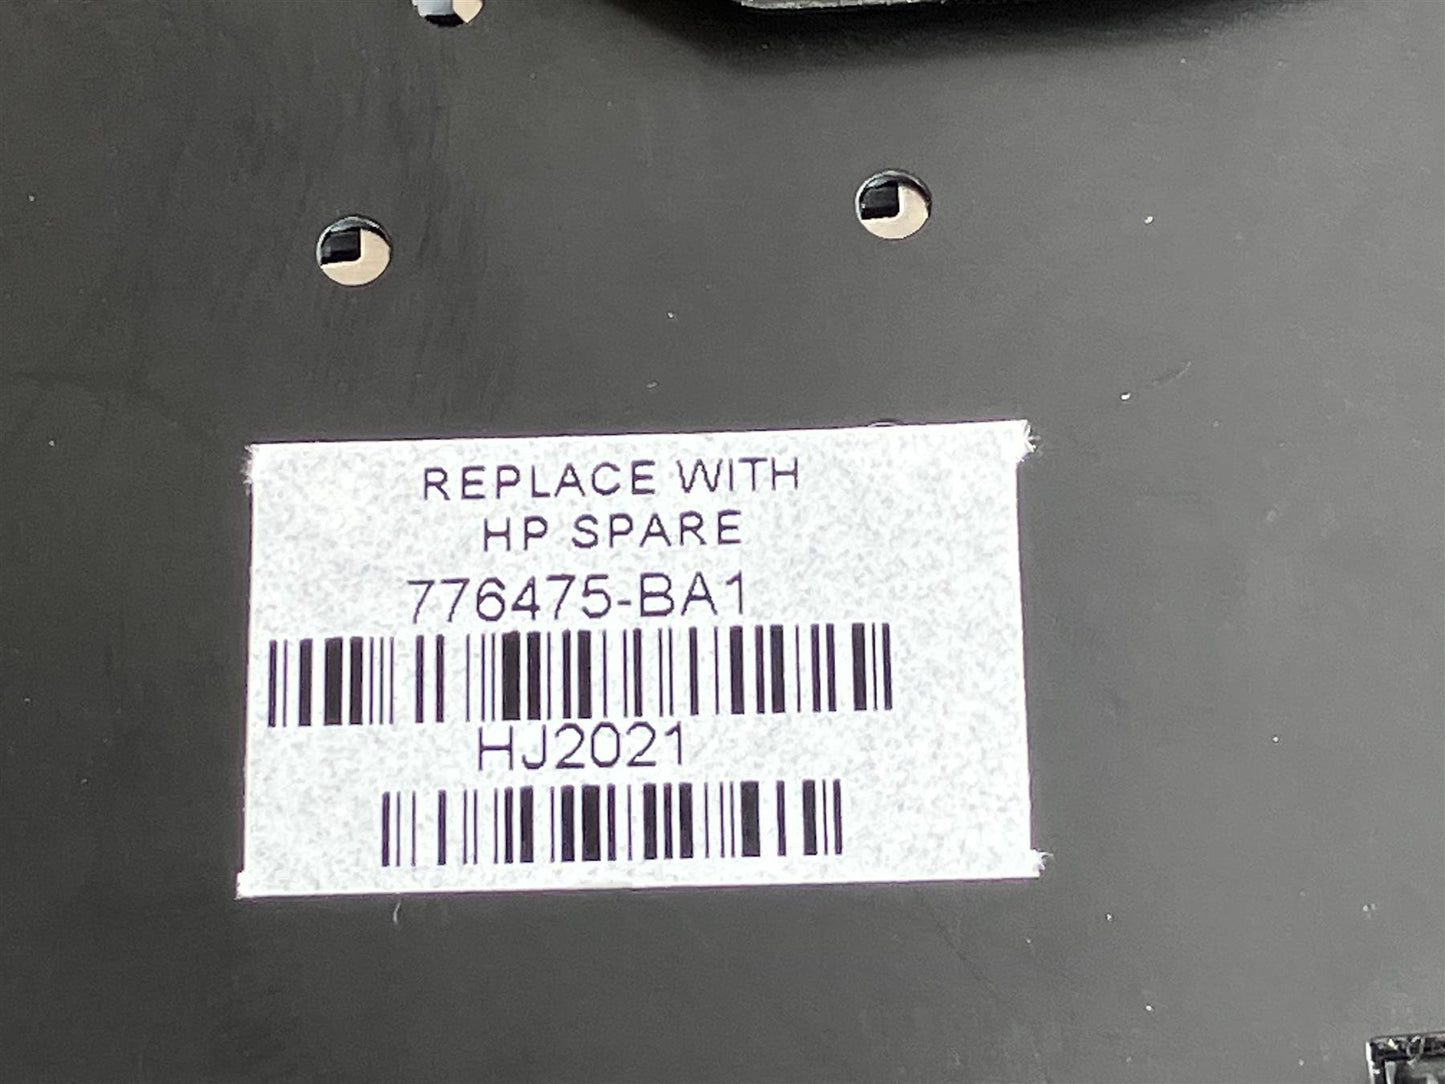 REPLACE WITH
HP SPARE
776475-BA1
HJ2021